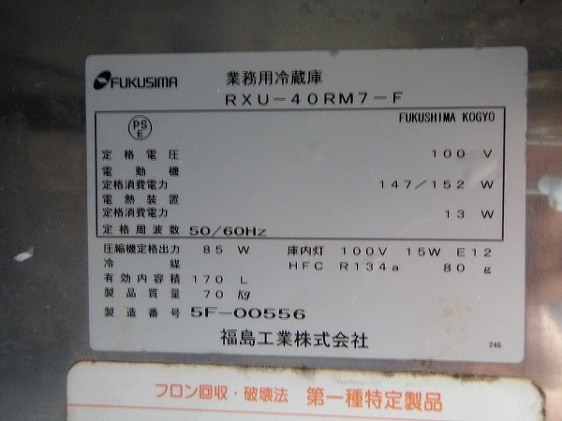 FUKUSIMA 業務用冷蔵庫
RXU-40RM7-F
PS E FUKUSHIMA KOGYO
定格電圧 100 V
電動機
定格消費電力 147/152 W
電熱装置
定格消費電力 13 W
定格周波数 50/60Hz
圧縮機定格出力 85 W 庫内灯 100V 15W E12
冷媒 HFC R134a 80 g
有効内容積 170 L
製品質量 70 Kg
製造番号 5F-00556
福島工業株式会社 246
フロン回収・破壊法 第一種特定製品